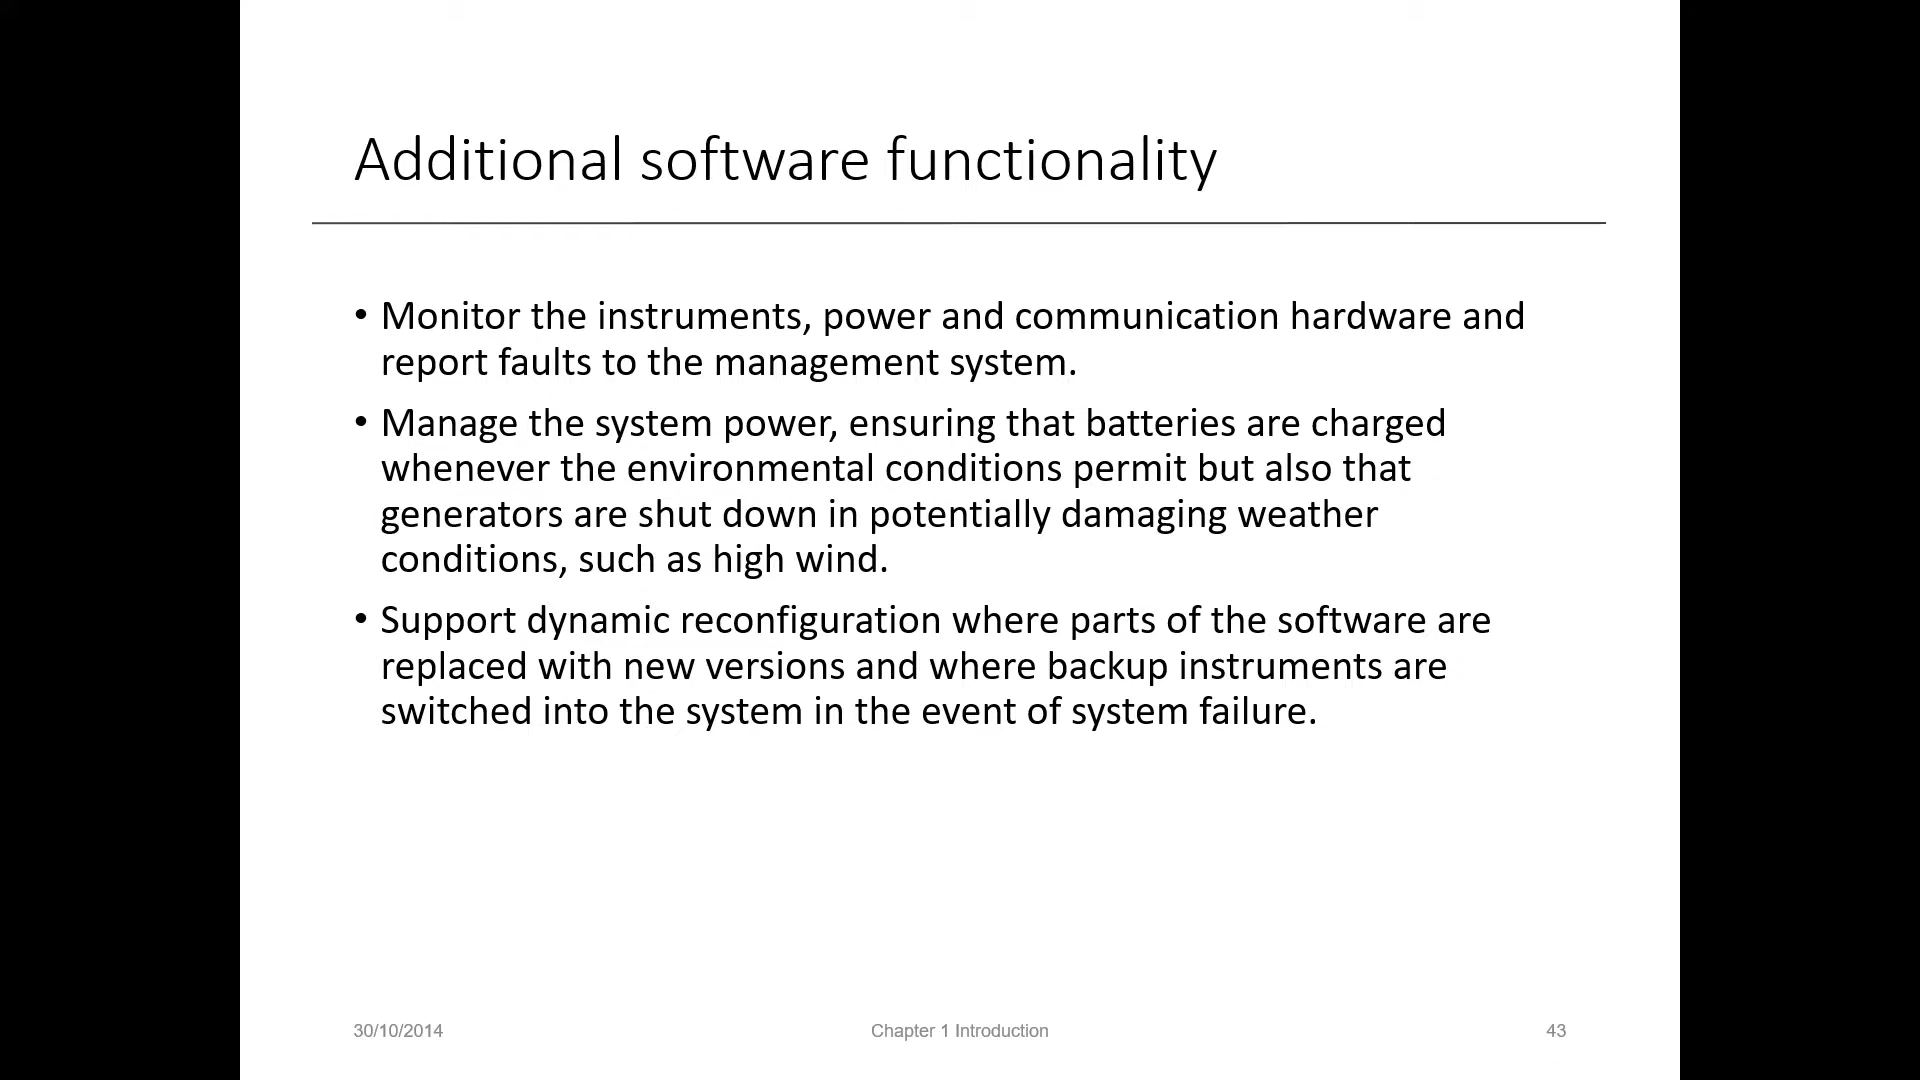 Additional software functionality
• Monitor the instruments, power and communication hardware and
report faults to the management system.
• Manage the system power, ensuring that batteries are charged
whenever the environmental conditions permit but also that
generators are shut down in potentially damaging weather
conditions, such as high wind.
• Support dynamic reconfiguration where parts of the software are
replaced with new versions and where backup instruments are
switched into the system in the event of system failure.
30/10/2014
Chapter 1 Introduction
43